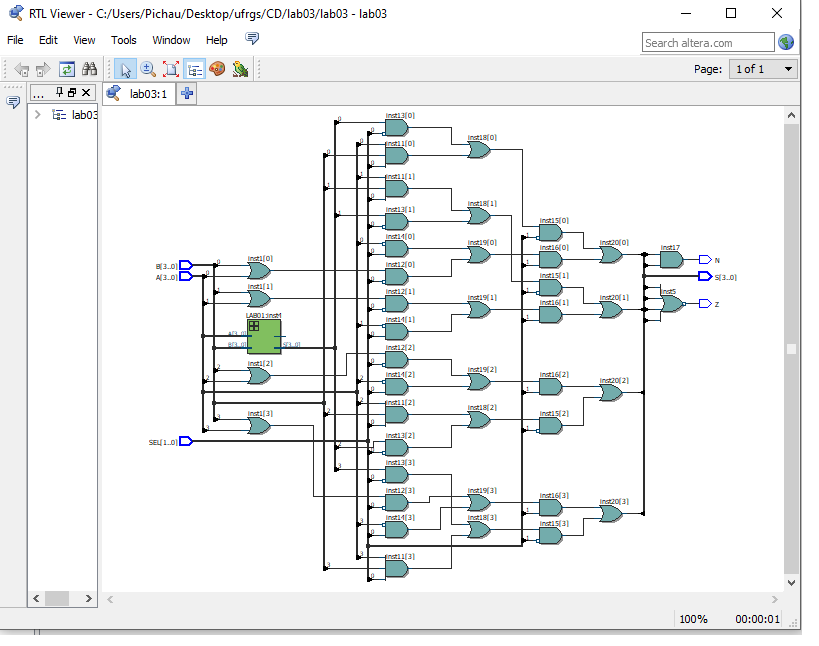 RTL Viewer - C:/Users/Pichau/Desktop/ufrgs/CD/lab03/lab03 - lab03
File Edit View Tools Window Help
Search altera.com
Page: 1 of 1
...
lab03:1
lab03
inst13[0]
inst11[0]
inst18[0]
inst11[1]
inst13[1]
inst18[1]
inst14[0]
inst12[0]
inst19[0]
inst15[0]
inst16[0]
inst20[0]
inst17
N
B[3..0]
A[3..0]
inst1[0]
inst1[1]
inst12[1]
inst14[1]
inst19[1]
inst15[1]
inst16[1]
inst20[1]
S[3..0]
inst5
Z
LAB01:inst4
A[3..0]
B[3..0]
S[3..0]
inst1[2]
inst12[2]
inst14[2]
inst19[2]
inst16[2]
inst20[2]
inst11[2]
inst18[2]
inst15[2]
inst1[3]
SEL[1..0]
inst13[2]
inst13[3]
inst12[3]
inst19[3]
inst16[3]
inst20[3]
inst14[3]
inst18[3]
inst15[3]
inst11[3]
100% 00:00:01